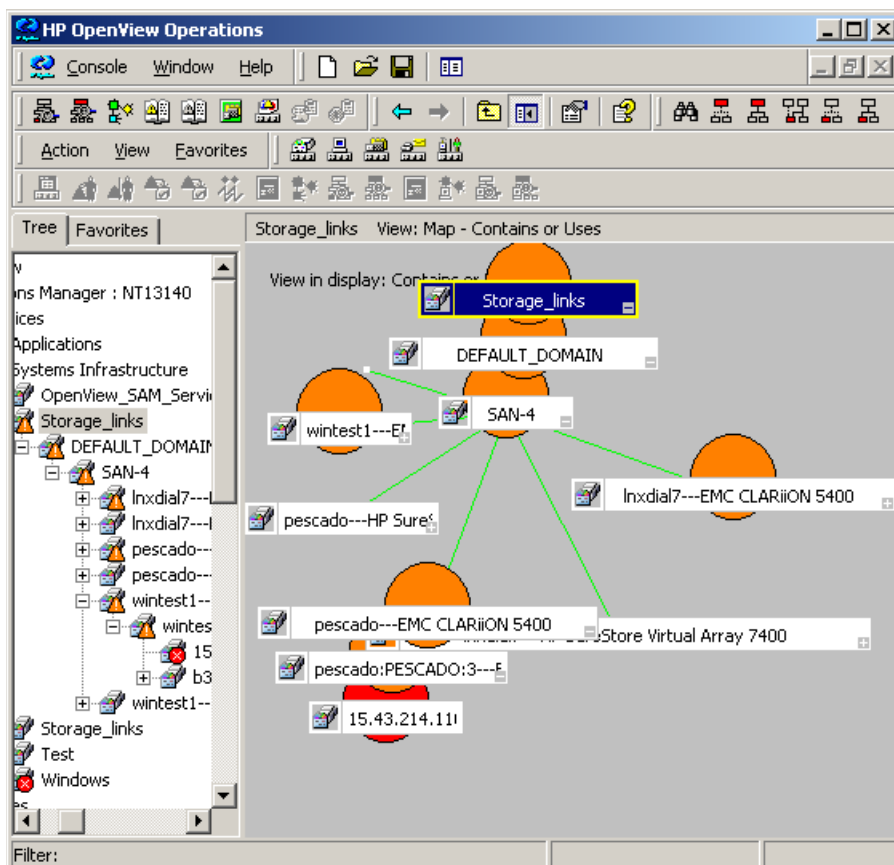 HP OpenView Operations
Console Window Help
Action View Favorites
Tree Favorites
Storage_links View: Map - Contains or Uses
ons Manager : NT13140
ices
Applications
Systems Infrastructure
OpenView_SAM_Servi
Storage_links
DEFAULT_DOMAIN
SAN-4
lnxdial7---
lnxdial7---
pescado---
pescado---
wintest1---
wintes
15
b3
wintest1--
Storage_links
Test
Windows
es
View in display: Contains or
Storage_links
DEFAULT_DOMAIN
SAN-4
wintest1---E
lnxdial7---EMC CLARiiON 5400
pescado---HP Sure
pescado---EMC CLARiiON 5400
Store Virtual Array 7400
pescado:PESCADO:3---
15.43.214.11
Filter: